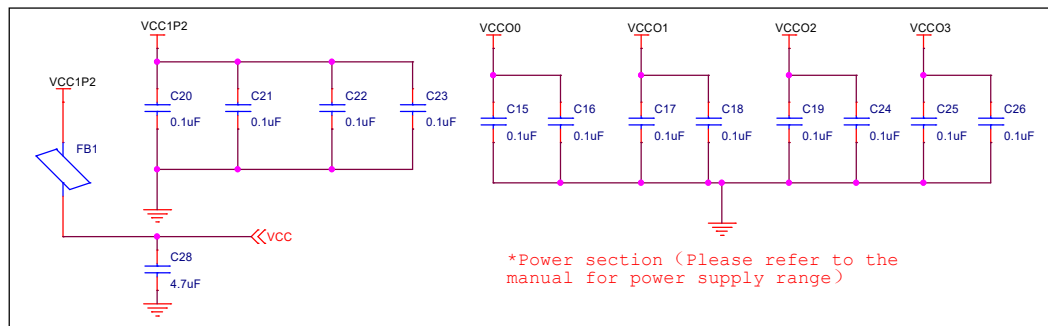 VCC1P2
VCCO0
VCCO1
VCCO2
VCCO3
VCC1P2
C20
0.1uF
C21
0.1uF
C22
0.1uF
C23
0.1uF
C15
0.1uF
C16
0.1uF
C17
0.1uF
C18
0.1uF
C19
0.1uF
C24
0.1uF
C25
0.1uF
C26
0.1uF
FB1
VCC
C28
4.7uF
*Power section（Please refer to the
manual for power supply range）